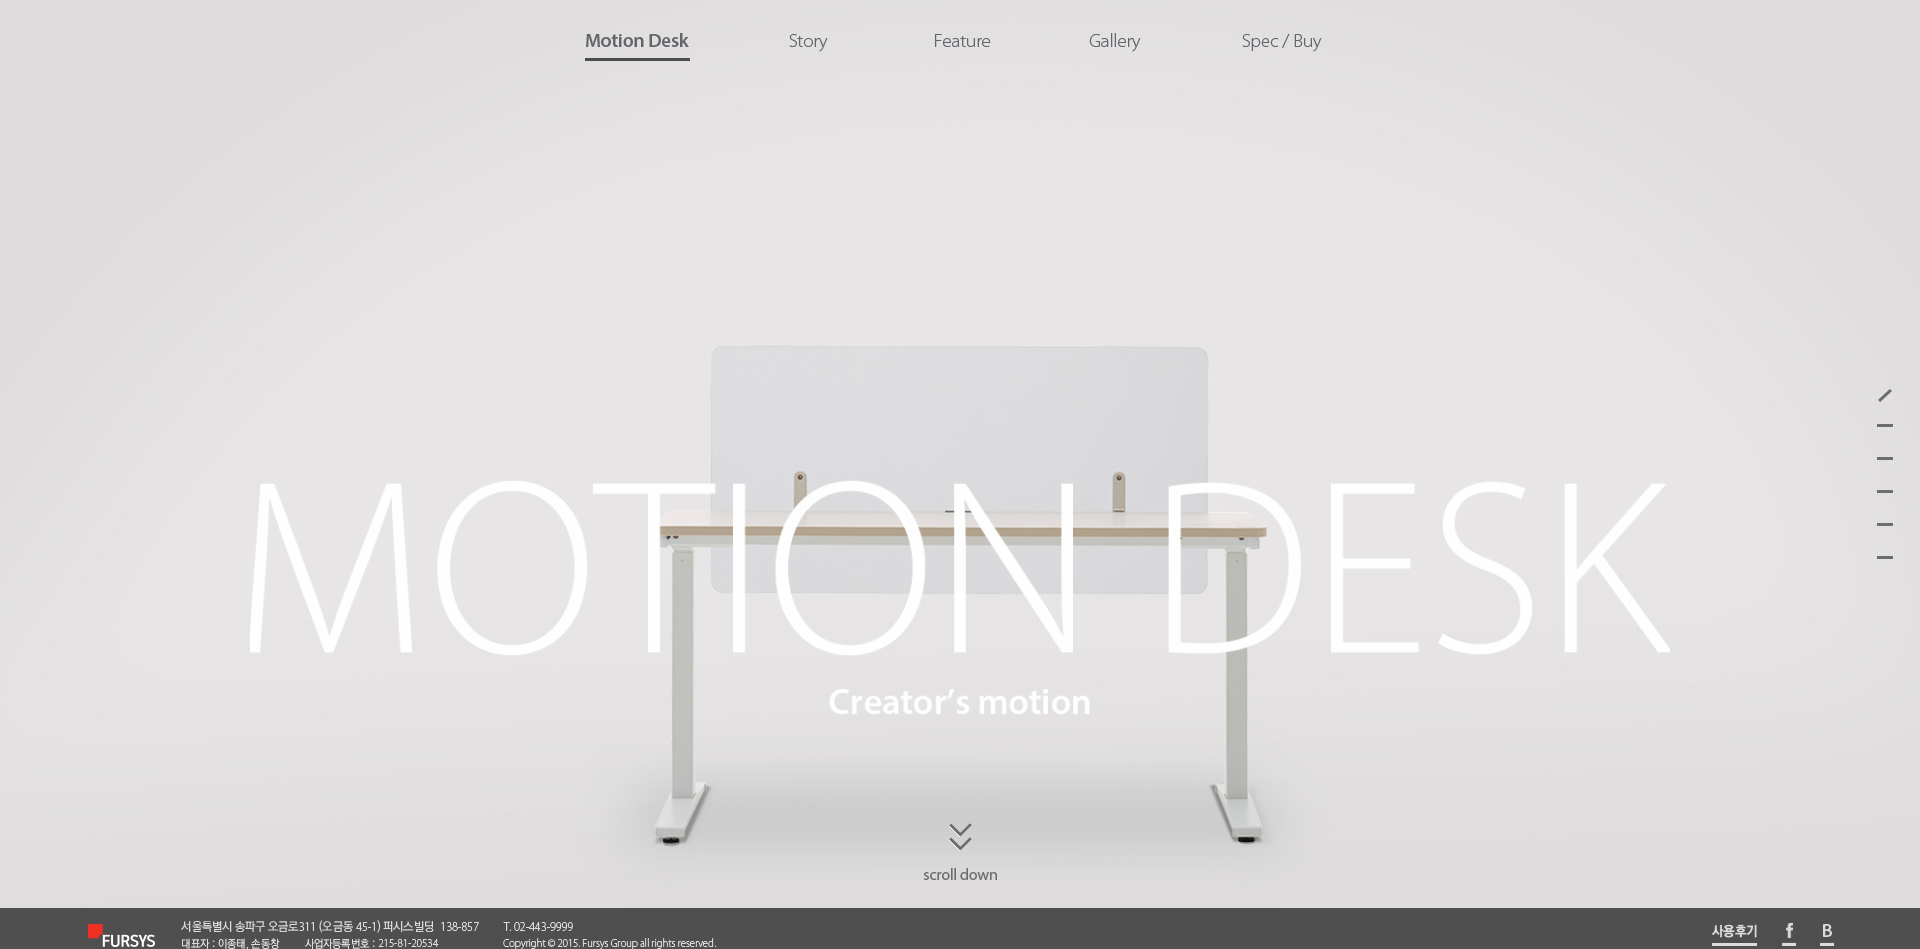 Motion Desk Story Feature Gallery Spec / Buy
MOTION DESK
Creator's motion
scroll down
FURSYS
서울특별시 송파구 오금로311 (오금동 45-1) 퍼시스빌딩 138-857 T. 02-443-9999
대표자 : 이종태, 손동창 사업자등록번호 : 215-81-20534 Copyright © 2015. Fursys Group all rights reserved.
사용후기 f B